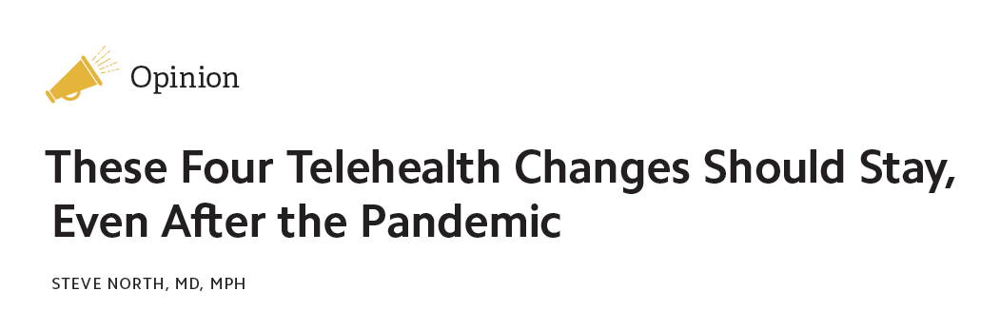 Opinion
These Four Telehealth Changes Should Stay,
Even After the Pandemic
STEVE NORTH, MD, MPH